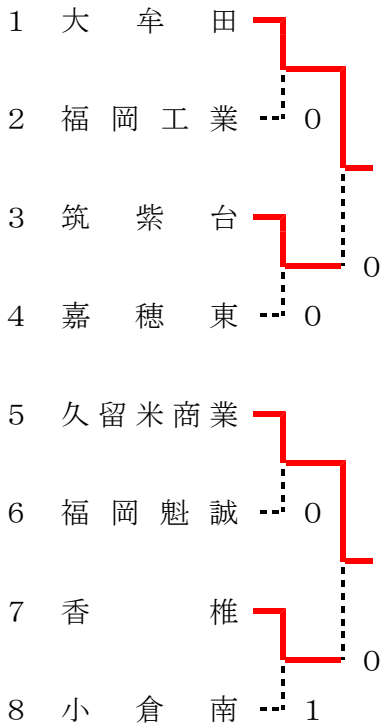 1 大牟田
2 福岡工業 0
3 筑紫台
0
4 嘉穂東 0
5 久留米商業
6 福岡魁誠 0
7 香椎
0
8 小倉南 1